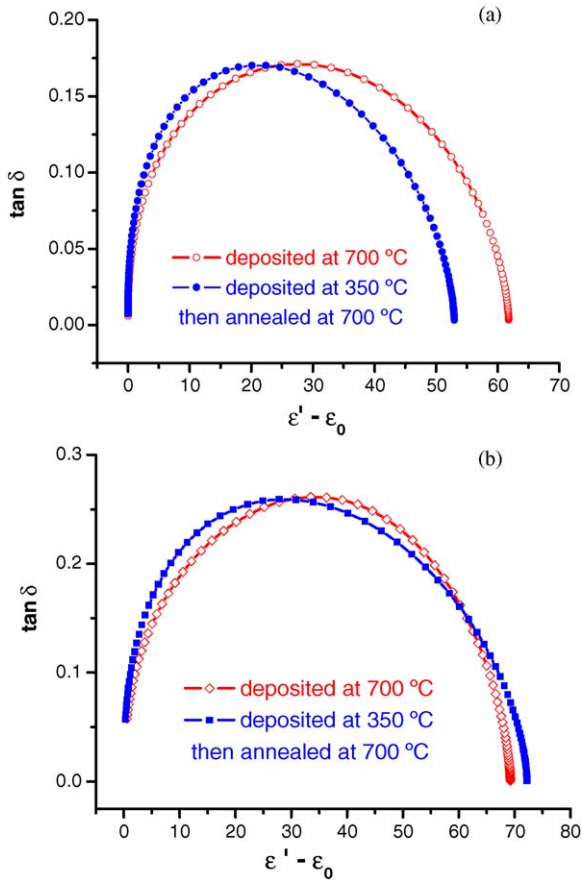 (a)
0.20
0.15
0.10
0.05
0.00
tan δ
deposited at 700 ºC
deposited at 350 ºC
then annealed at 700 ºC
0 10 20 30 40 50 60 70
ε' - ε₀
(b)
0.3
0.2
0.1
0.0
tan δ
deposited at 700 ºC
deposited at 350 ºC
then annealed at 700 ºC
0 10 20 30 40 50 60 70 80
ε ' - ε₀